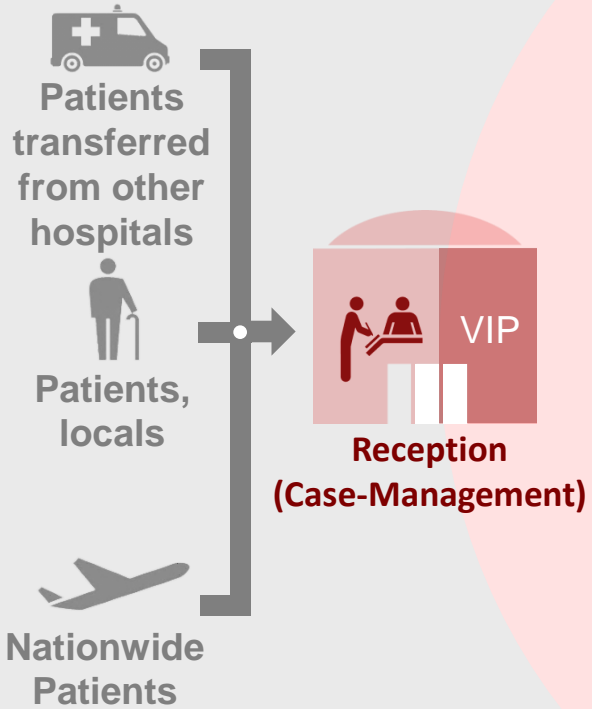 Patients
transferred
from other
hospitals
Patients,
locals
Nationwide
Patients
VIP
Reception
(Case-Management)